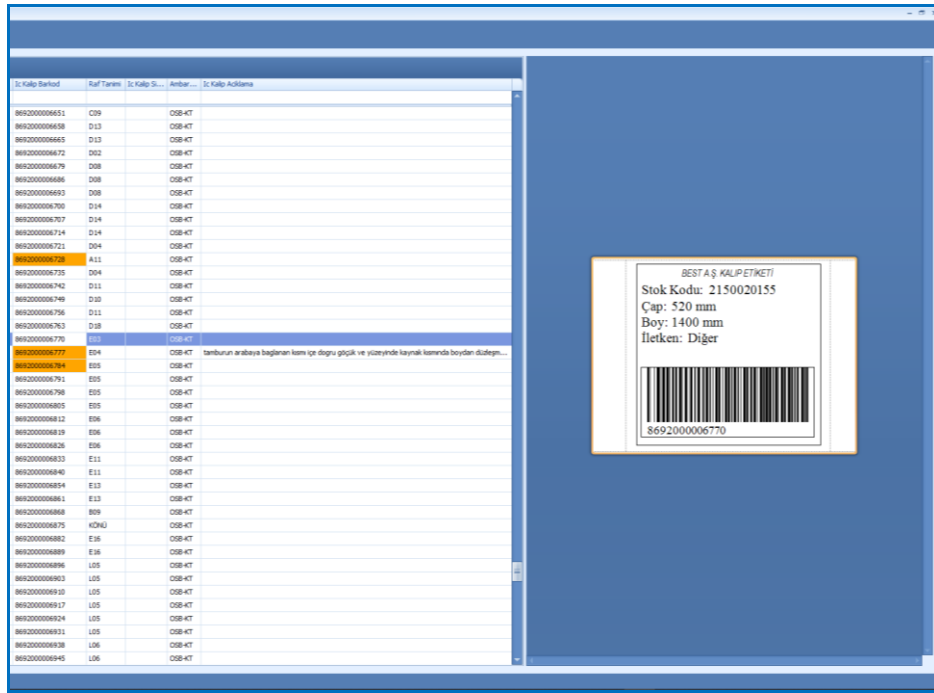 Ic Kalip Barkod Raf Tanimi Ic Kalip Si... Ambar... Ic Kalip Aciklama
8692000006651 C09 OSB-KT
8692000006658 D13 OSB-KT
8692000006665 D13 OSB-KT
8692000006672 D02 OSB-KT
8692000006679 D08 OSB-KT
8692000006686 D08 OSB-KT
8692000006693 D08 OSB-KT
8692000006700 D14 OSB-KT
8692000006707 D14 OSB-KT
8692000006714 D14 OSB-KT
8692000006721 D04 OSB-KT
8692000006728 A11 OSB-KT
8692000006735 D04 OSB-KT
8692000006742 D11 OSB-KT
8692000006749 D10 OSB-KT
8692000006756 D11 OSB-KT
8692000006763 D18 OSB-KT
8692000006770 E03 OSB-KT
8692000006777 E04 OSB-KT tamburun arabaya baglanan kısmı içe dogru göçük ve yüzeyinde kaynak kısmında boydan düzleşm...
8692000006784 E05 OSB-KT
8692000006791 E05 OSB-KT
8692000006798 E05 OSB-KT
8692000006805 E05 OSB-KT
8692000006812 E06 OSB-KT
8692000006819 E06 OSB-KT
8692000006826 E06 OSB-KT
8692000006833 E11 OSB-KT
8692000006840 E11 OSB-KT
8692000006854 E13 OSB-KT
8692000006861 E13 OSB-KT
8692000006868 B09 OSB-KT
8692000006875 KÖNÜ OSB-KT
8692000006882 E16 OSB-KT
8692000006889 E16 OSB-KT
8692000006896 L05 OSB-KT
8692000006903 L05 OSB-KT
8692000006910 L05 OSB-KT
8692000006917 L05 OSB-KT
8692000006924 L05 OSB-KT
8692000006931 L05 OSB-KT
8692000006938 L06 OSB-KT
8692000006945 L06 OSB-KT
BEST A.Ş. KALIP ETİKETİ
Stok Kodu: 2150020155
Çap: 520 mm
Boy: 1400 mm
İletken: Diğer
8692000006770